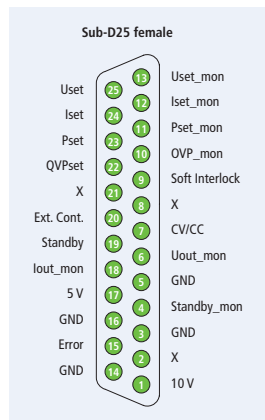 Sub-D25 female
13 Uset_mon
Uset 25
12 Iset_mon
Iset 24
11 Pset_mon
Pset 23
10 OVP_mon
QVPset 22
9 Soft Interlock
X 21
8 X
Ext. Cont. 20
7 CV/CC
Standby 19
6 Uout_mon
Iout_mon 18
5 GND
5 V 17
4 Standby_mon
GND 16
3 GND
Error 15
2 X
GND 14
1 10 V